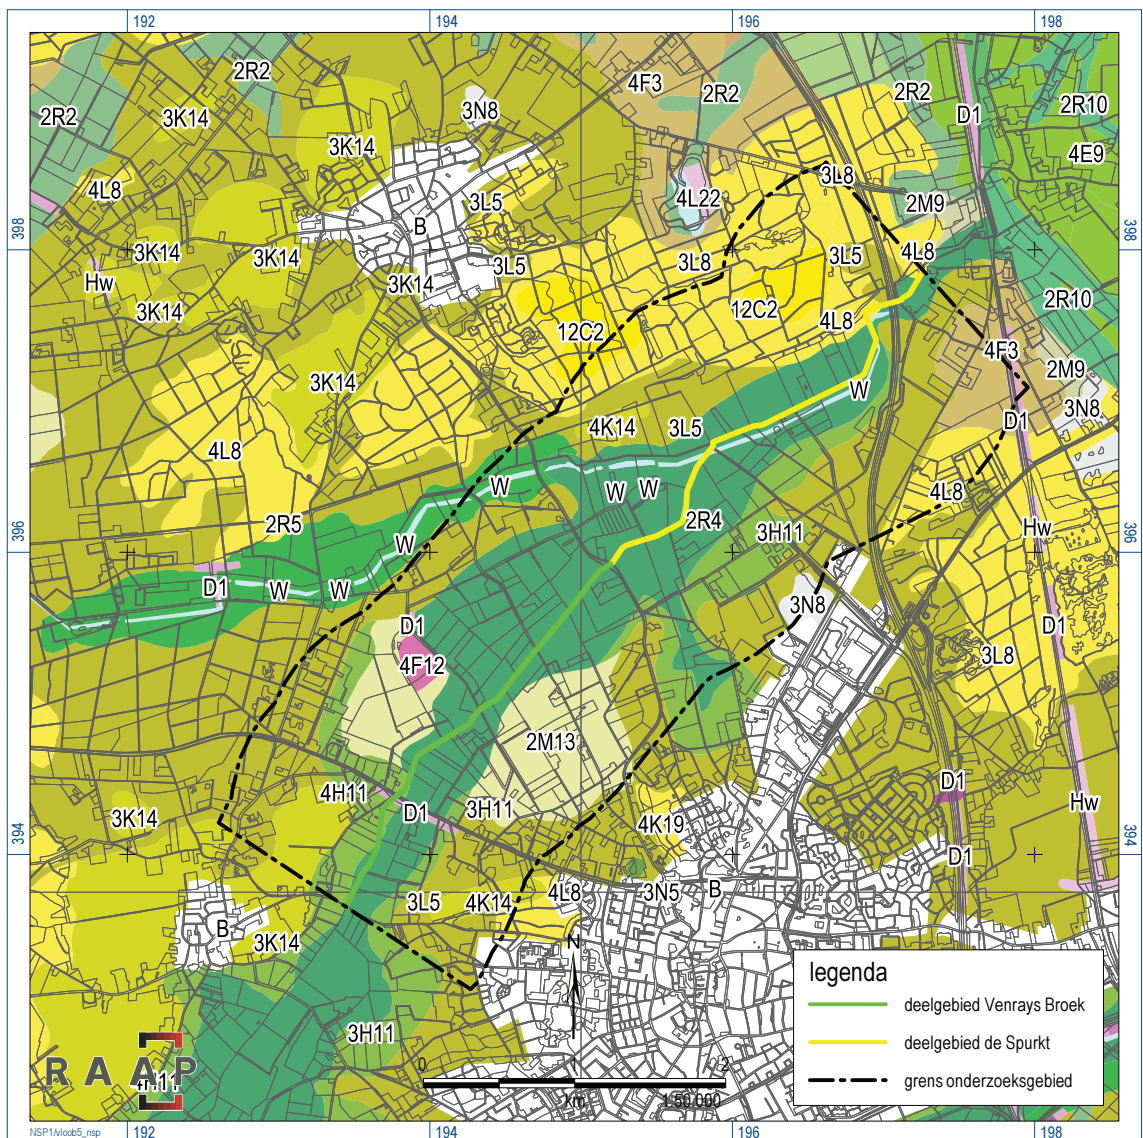 192 194 196 198
2R2 4F3 2R2 2R2 D1 2R10
2R2 3K14 3N8
3K14 4E9
4L8 3L5 4L22 3L8 2M9
398 B 398
3K14 3K14 3L5 3L8 3L5 4L8
Hw 3K14 2R10
3K14 12C2 12C2 4L8
4F3
3K14 W 2M9
3N8
4L8 4K14 3L5 D1
W W W 4L8
2R5 2R4 3H11 Hw
396 W 396
D1 W W 3N8
D1 D1
4F12 3L8
2M13
4H11 D1 Hw
3K14 D1 3H11 4K19
394 D1 394
3L5 4K14 4L8 3N5 B
B 3K14
N
legenda
deelgebied Venrays Broek
3H11
deelgebied de Spurkt
RAAP
0 2
grens onderzoeksgebied
km 1:50.000
NSP1/vloob5_nsp
192 194 196 198